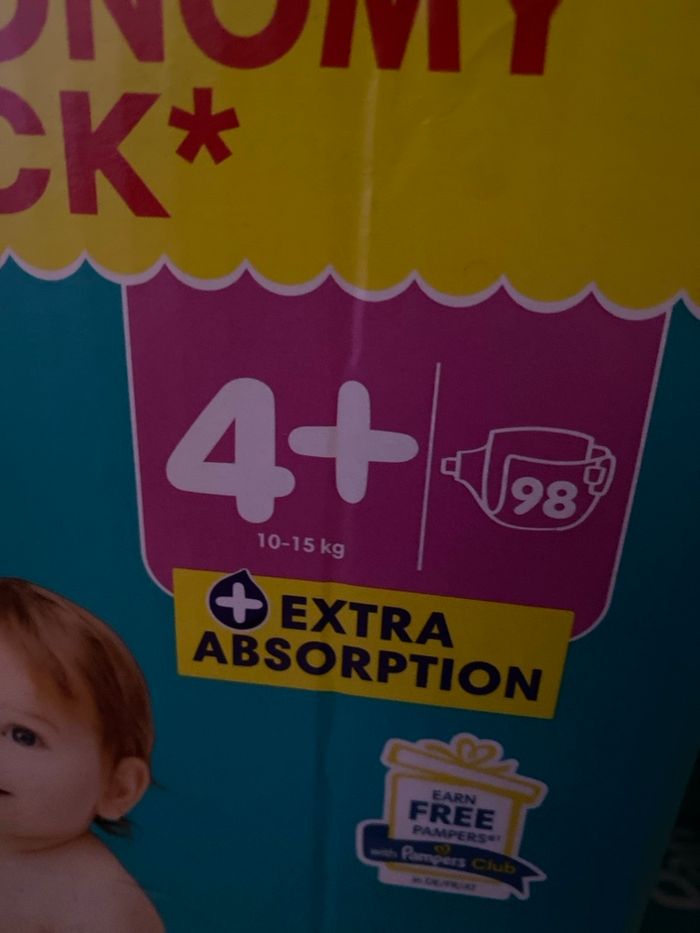 ONOMY
CK*
4+
98
10-15 kg
+ EXTRA
ABSORPTION
EARN
FREE
PAMPERS
with Pampers Club